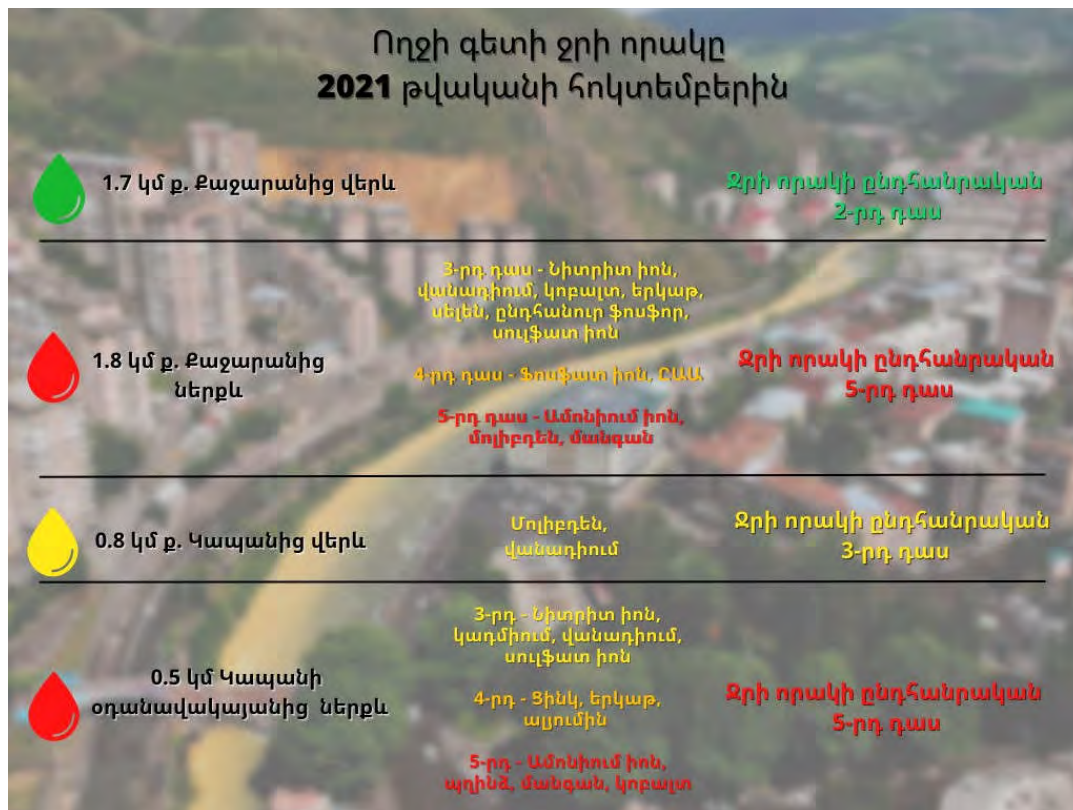 Ողջի գետի ջրի որակը
2021 թվականի հոկտեմբերին
1.7 կմ ք. Քաջարանից վերև
Ջրի որակի ընդհանրական
2-րդ դաս
3-րդ դաս - Նիտրիտ իոն,
վանադիում, կոբալտ, երկաթ,
սելեն, ընդհանուր ֆոսֆոր,
սուլֆատ իոն
4-րդ դաս - Ֆոսֆատ իոն, ԸԱԱ
5-րդ դաս - Ամոնիում իոն,
մոլիբդեն, մանգան
1.8 կմ ք. Քաջարանից
ներքև
Ջրի որակի ընդհանրական
5-րդ դաս
0.8 կմ ք. Կապանից վերև
Մոլիբդեն,
վանադիում
Ջրի որակի ընդհանրական
3-րդ դաս
3-րդ - Նիտրիտ իոն,
կադմիում, վանադիում,
սուլֆատ իոն
4-րդ - Ցինկ, երկաթ,
ալյումին
5-րդ - Ամոնիում իոն,
պղինձ, մանգան, կոբալտ
0.5 կմ Կապանի
օդանավակայանից ներքև
Ջրի որակի ընդհանրական
5-րդ դաս